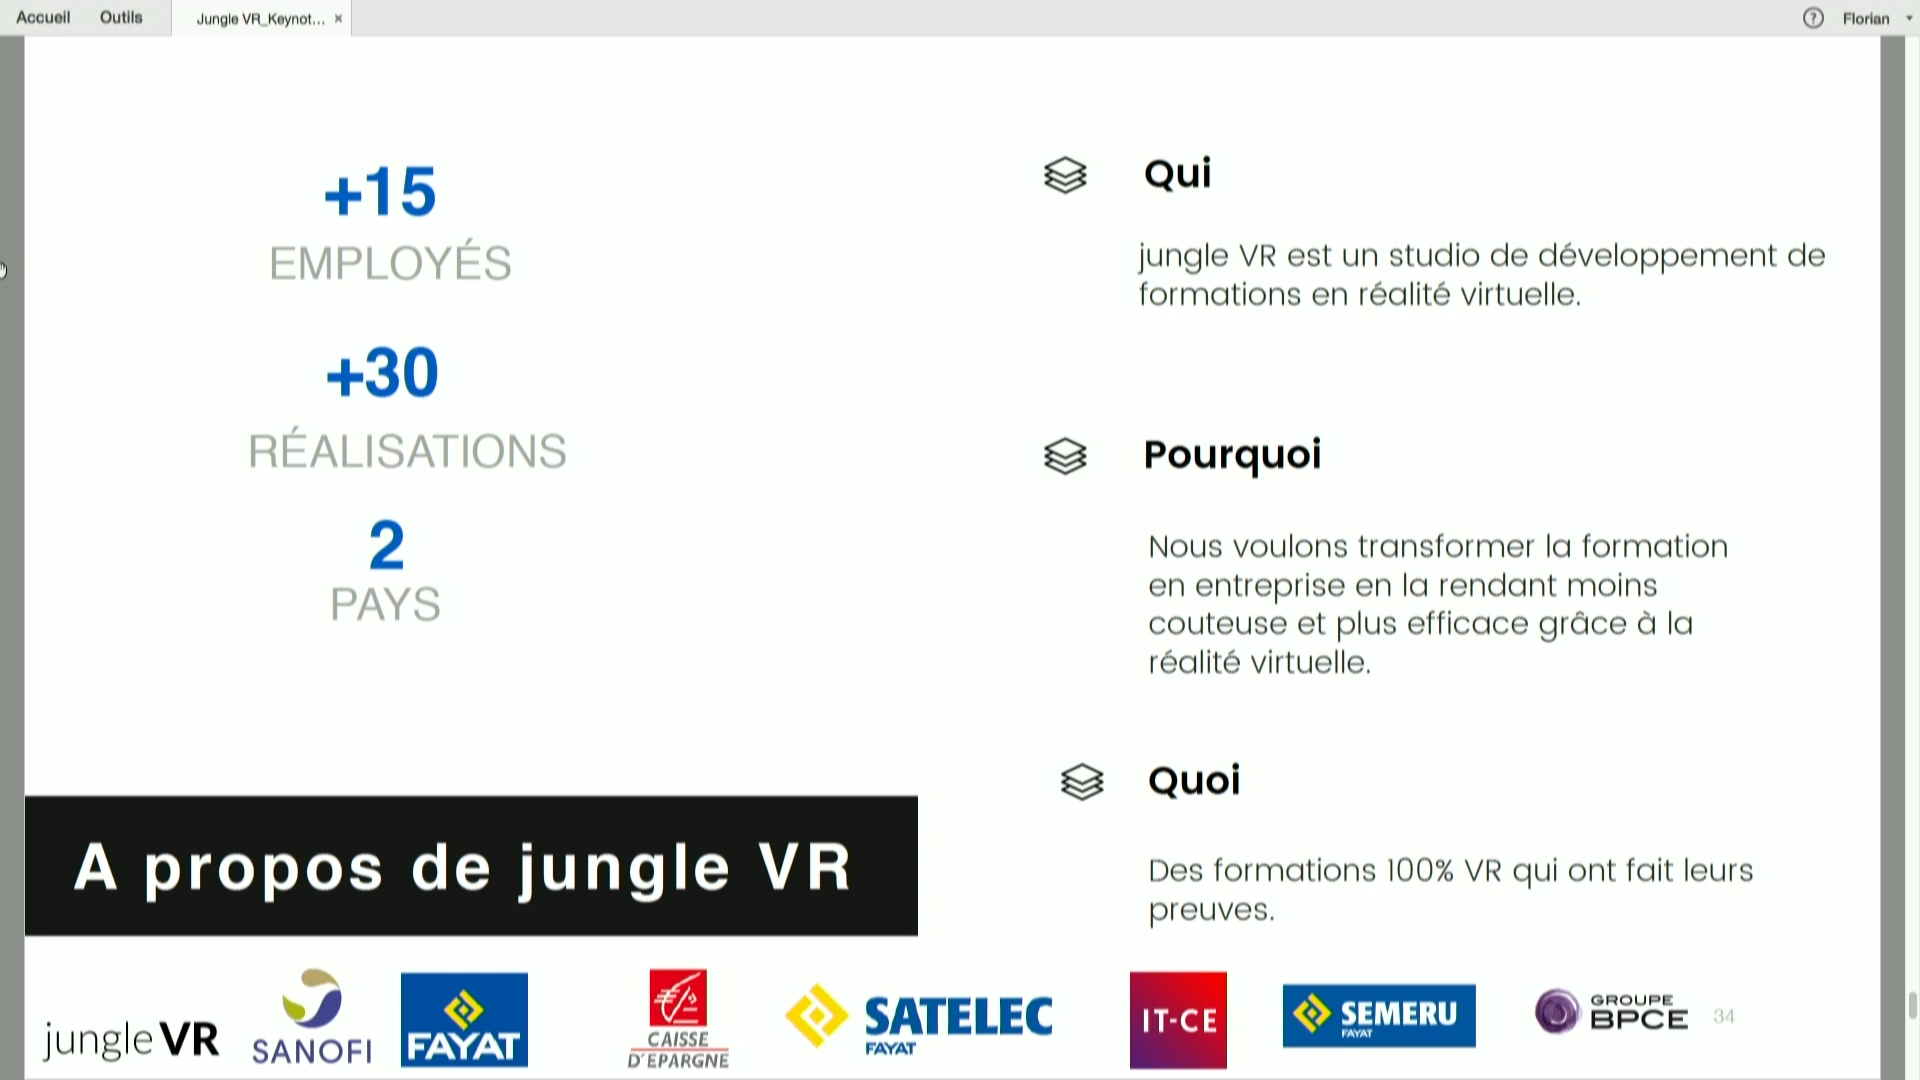 Accueil
Outils
Jungle VR_Keynot... ×
?
Florian
+15
EMPLOYÉS
+30
RÉALISATIONS
2
PAYS
A propos de jungle VR
Qui
jungle VR est un studio de développement de
formations en réalité virtuelle.
Pourquoi
Nous voulons transformer la formation
en entreprise en la rendant moins
couteuse et plus efficace grâce à la
réalité virtuelle.
Quoi
Des formations 100% VR qui ont fait leurs
preuves.
jungle VR
SANOFI
FAYAT
CAISSE
D'EPARGNE
SATELEC
FAYAT
IT-CE
SEMERU
FAYAT
GROUPE
BPCE
34